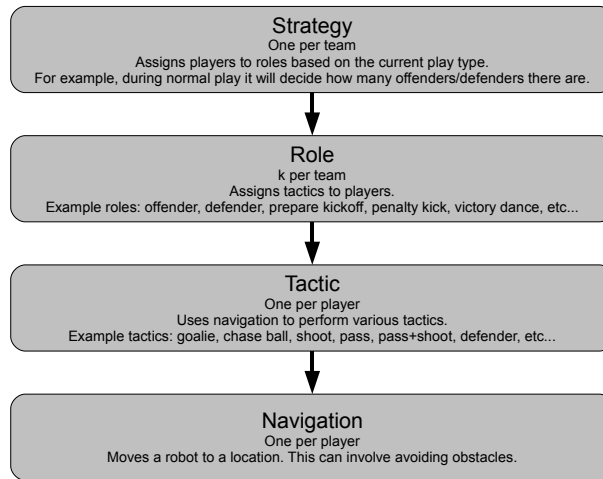 Strategy
One per team
Assigns players to roles based on the current play type.
For example, during normal play it will decide how many offenders/defenders there are.
Role
k per team
Assigns tactics to players.
Example roles: offender, defender, prepare kickoff, penalty kick, victory dance, etc...
Tactic
One per player
Uses navigation to perform various tactics.
Example tactics: goalie, chase ball, shoot, pass, pass+shoot, defender, etc...
Navigation
One per player
Moves a robot to a location. This can involve avoiding obstacles.